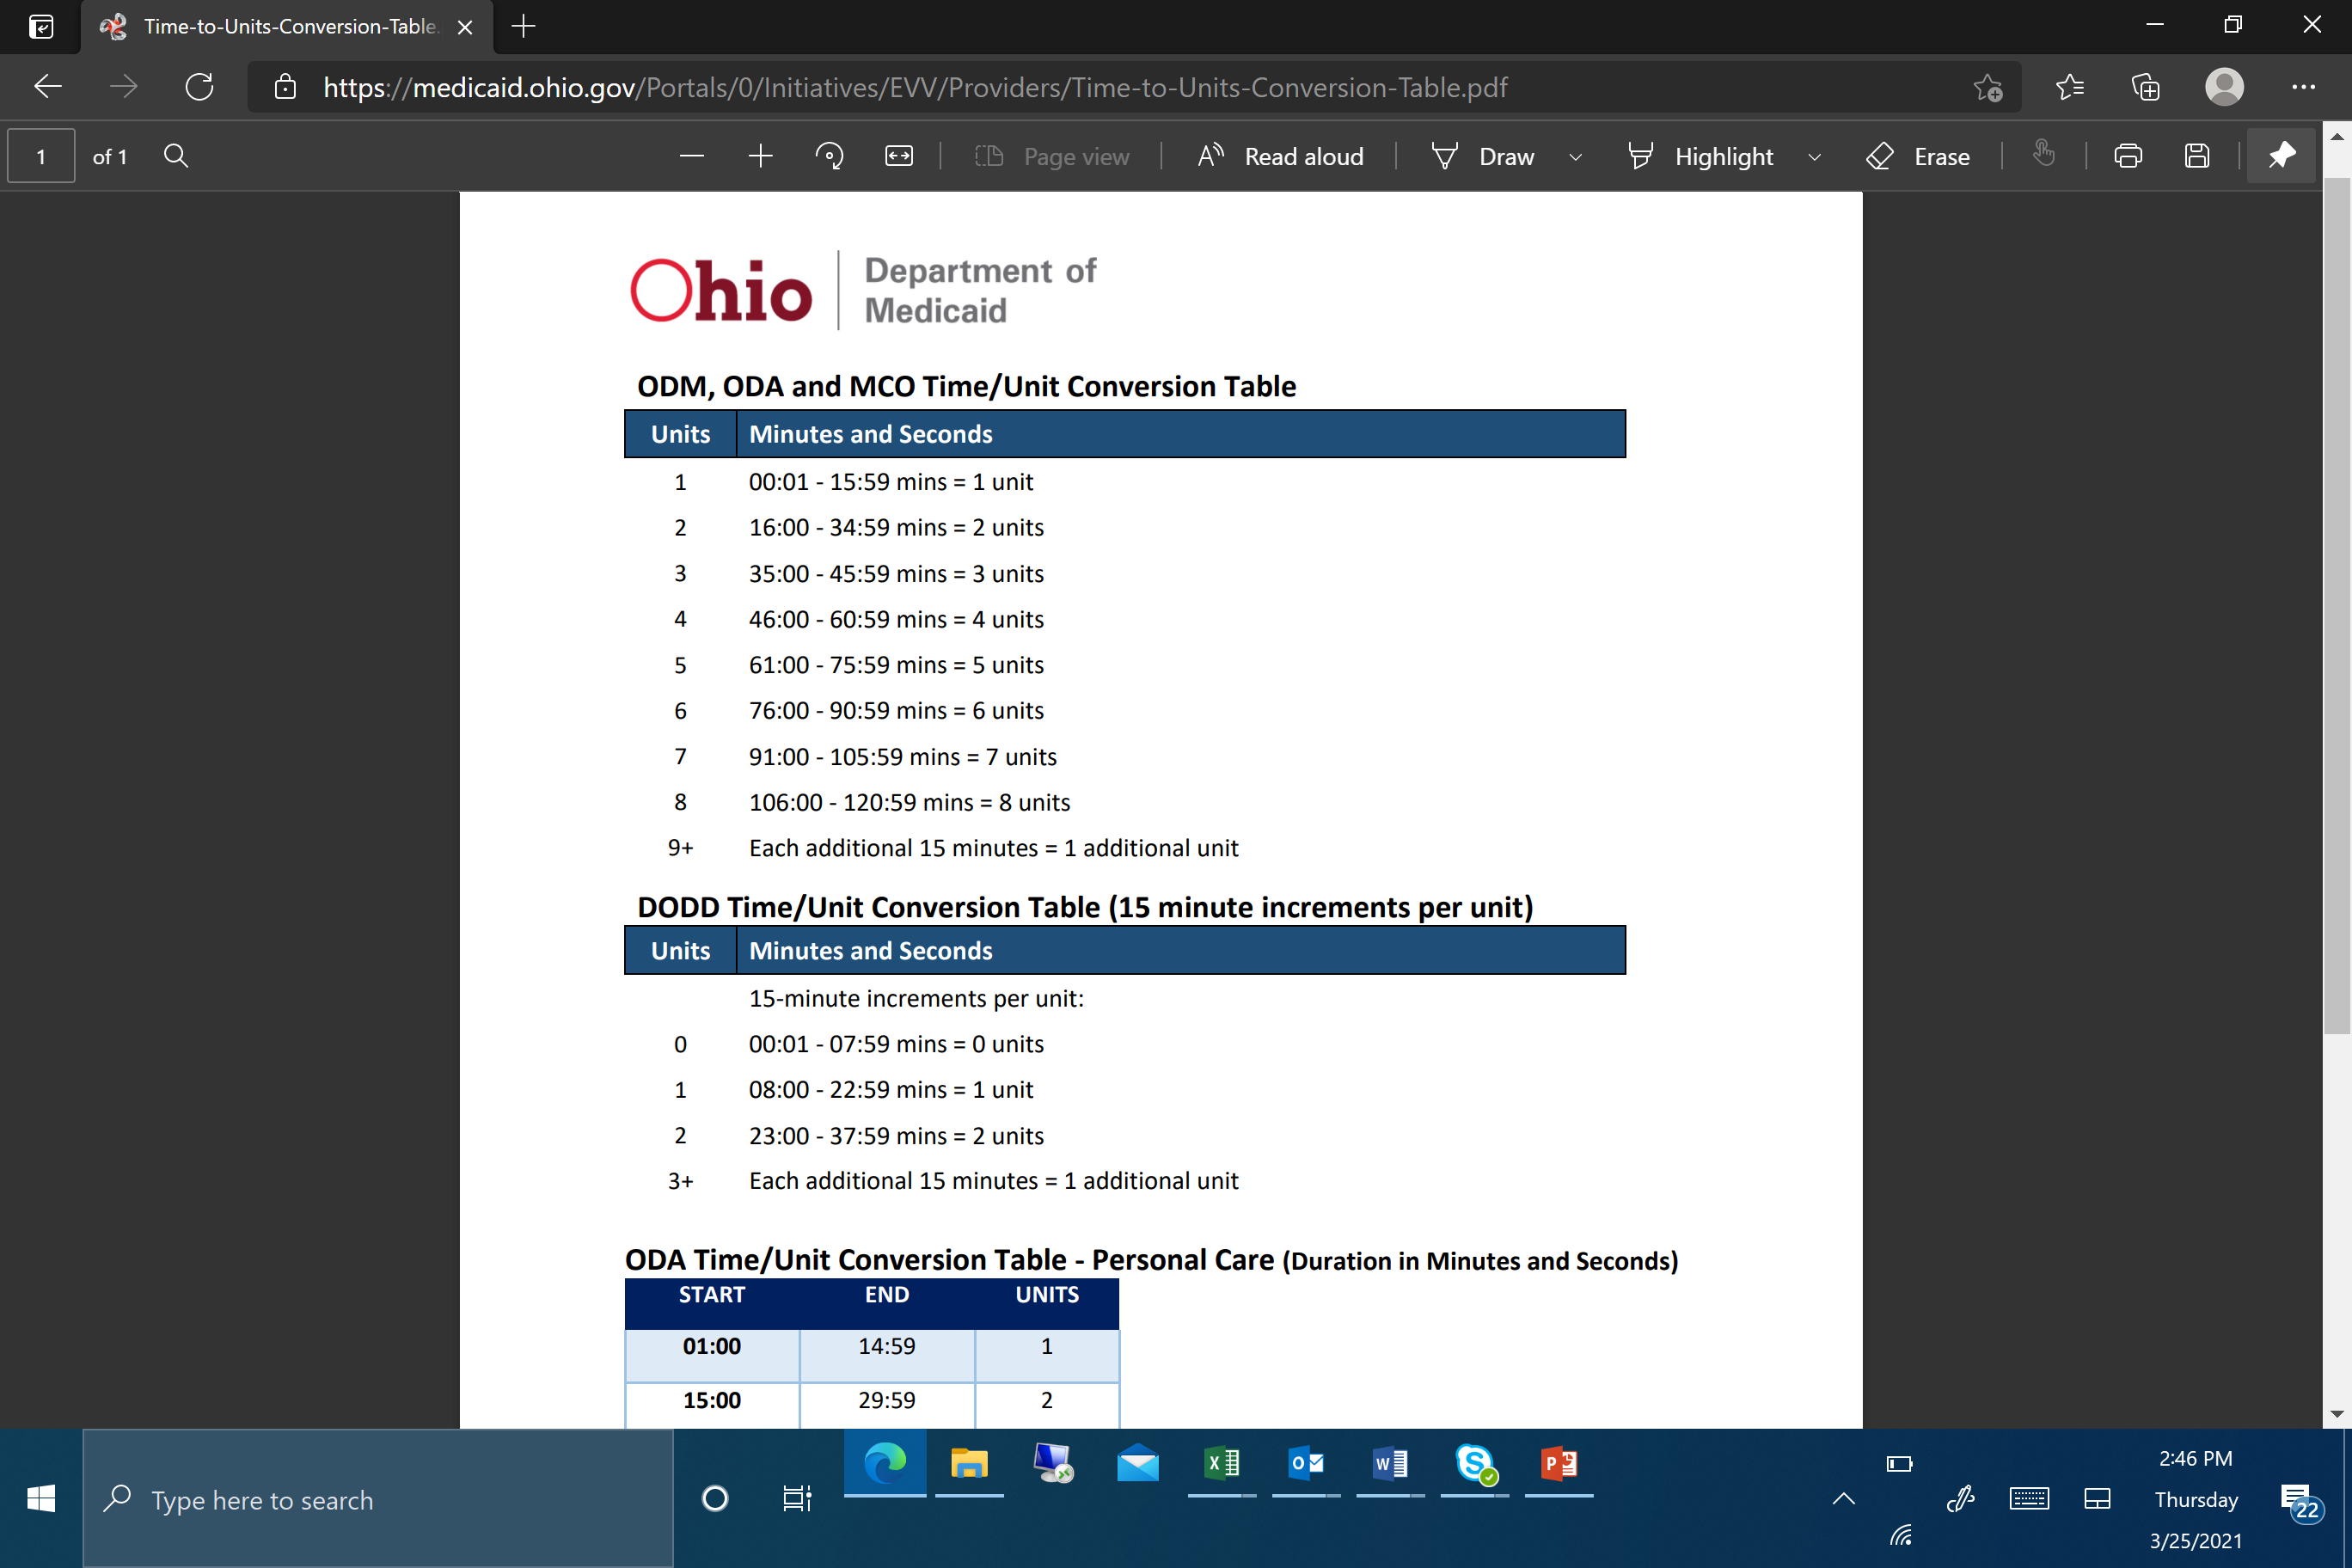 Time-to-Units-Conversion-Table.
https://medicaid.ohio.gov/Portals/0/Initiatives/EVV/Providers/Time-to-Units-Conversion-Table.pdf
1 of 1 Page view Read aloud Draw Highlight Erase
Ohio Department of
Medicaid
ODM, ODA and MCO Time/Unit Conversion Table
Units Minutes and Seconds
1 00:01 - 15:59 mins = 1 unit
2 16:00 - 34:59 mins = 2 units
3 35:00 - 45:59 mins = 3 units
4 46:00 - 60:59 mins = 4 units
5 61:00 - 75:59 mins = 5 units
6 76:00 - 90:59 mins = 6 units
7 91:00 - 105:59 mins = 7 units
8 106:00 - 120:59 mins = 8 units
9+ Each additional 15 minutes = 1 additional unit
DODD Time/Unit Conversion Table (15 minute increments per unit)
Units Minutes and Seconds
15-minute increments per unit:
0 00:01 - 07:59 mins = 0 units
1 08:00 - 22:59 mins = 1 unit
2 23:00 - 37:59 mins = 2 units
3+ Each additional 15 minutes = 1 additional unit
ODA Time/Unit Conversion Table - Personal Care (Duration in Minutes and Seconds)
START END UNITS
01:00 14:59 1
15:00 29:59 2
Type here to search
2:46 PM
Thursday
3/25/2021
22